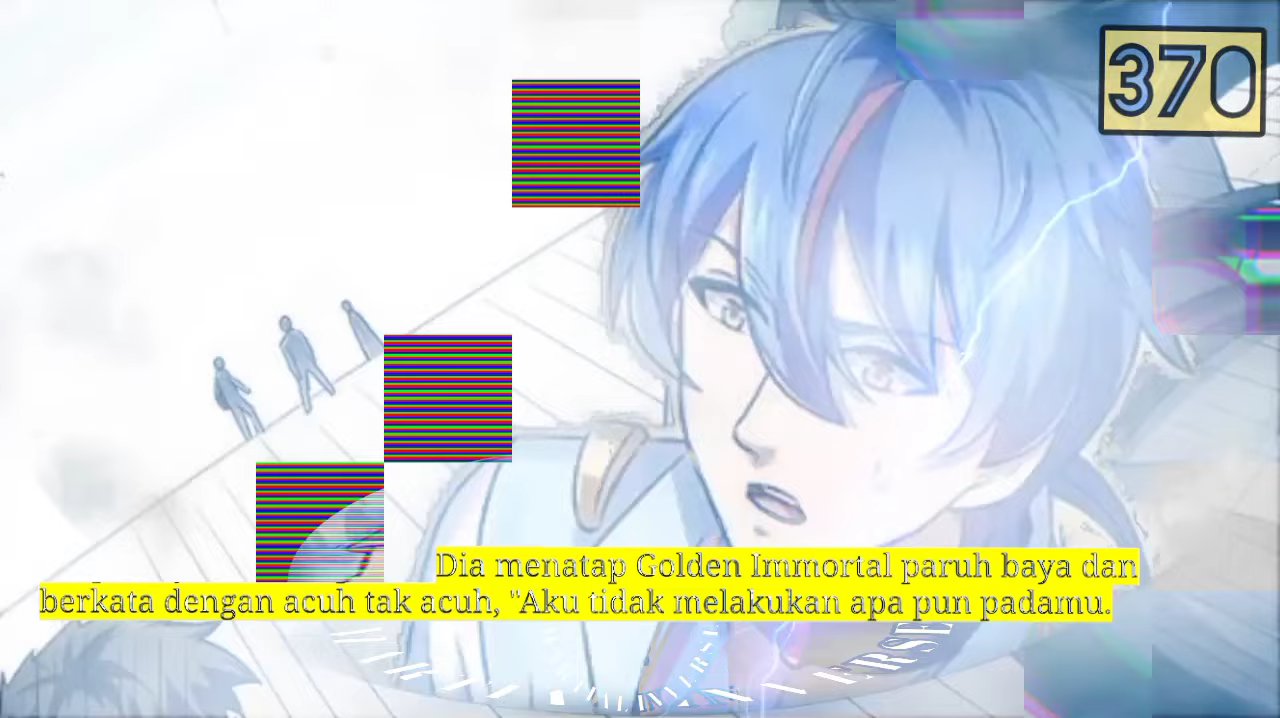 370
Dia menatap Golden Immortal paruh baya dan
berkata dengan acuh tak acuh, "Aku tidak melakukan apa pun padamu.